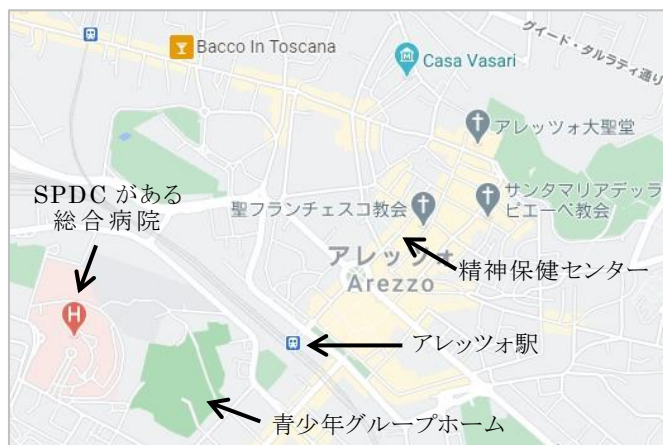 Bacco In Toscana
Casa Vasari
グイード・タルラティ通り
アレッツォ大聖堂
SPDC がある
総合病院
聖フランチェスコ教会
サンタマリアデッラ
ピエーベ教会
アレッツォ
Arezzo
精神保健センター
H
アレッツォ駅
青少年グループホーム